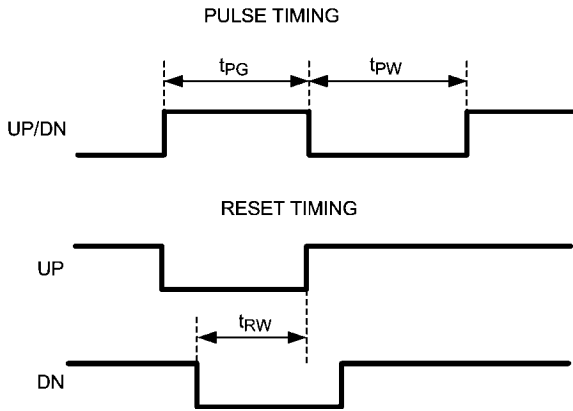 PULSE TIMING
tPG
tPW
UP/DN
RESET TIMING
UP
tRW
DN